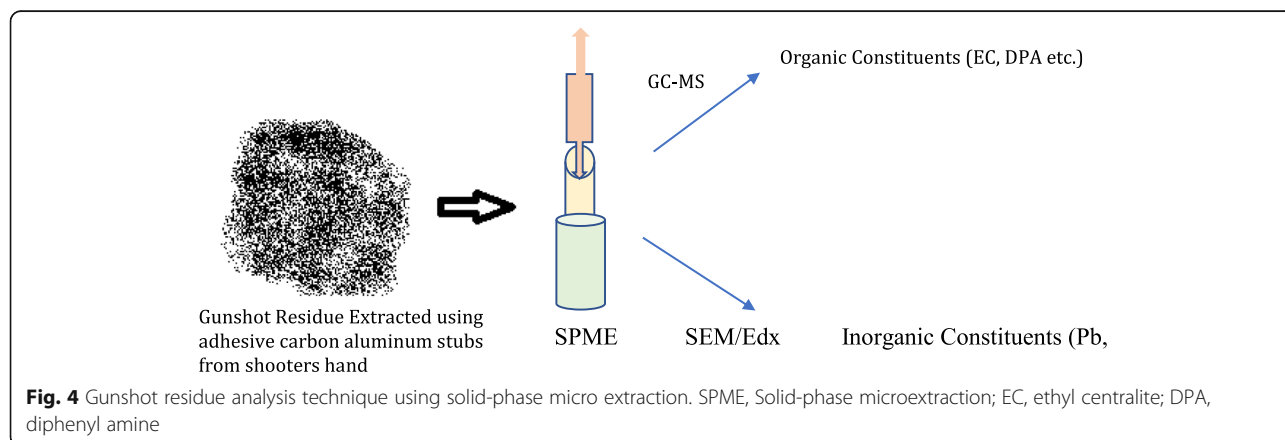 Organic Constituents (EC, DPA etc.)
GC-MS
Gunshot Residue Extracted using
adhesive carbon aluminum stubs
from shooters hand
SPME
SEM/Edx
Inorganic Constituents (Pb,
Fig. 4 Gunshot residue analysis technique using solid-phase micro extraction. SPME, Solid-phase microextraction; EC, ethyl centralite; DPA,
diphenyl amine